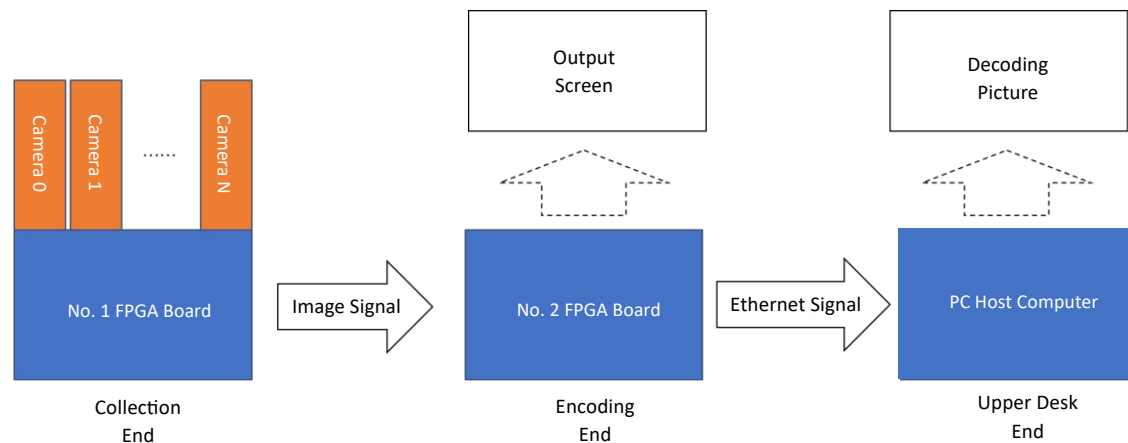 Camera 0
Camera 1
......
Camera N
No. 1 FPGA Board
Collection
End
Image Signal
Output
Screen
No. 2 FPGA Board
Encoding
End
Ethernet Signal
Decoding
Picture
PC Host Computer
Upper Desk
End